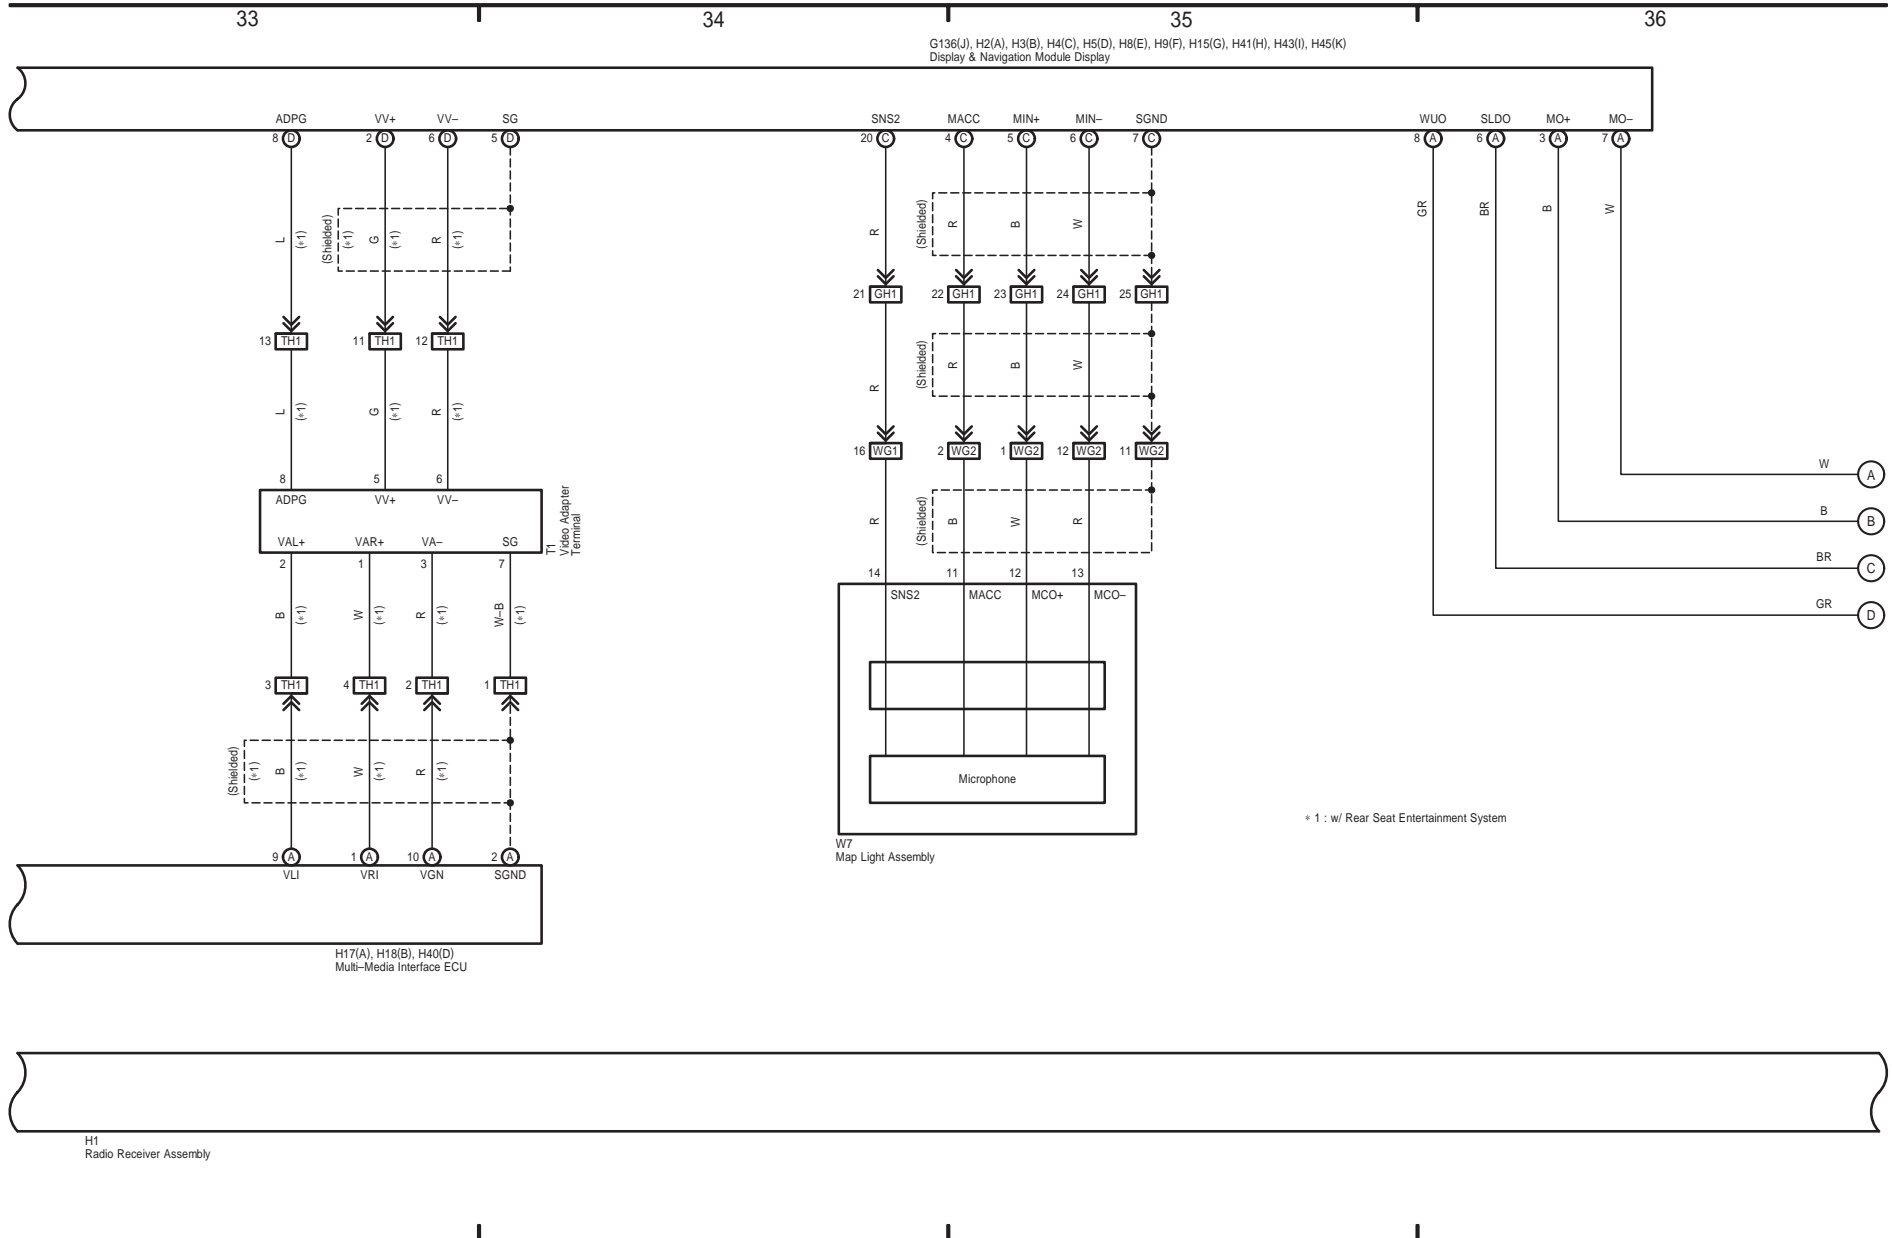 33 34 35 36
G136(J), H2(A), H3(B), H4(C), H5(D), H8(E), H9(F), H15(G), H41(H), H43(I), H45(K)
Display & Navigation Module Display
ADPG VV+ VV– SG SNS2 MACC MIN+ MIN– SGND WUO SLDO MO+ MO–
8 D 2 D 6 D 5 D 20 C 4 C 5 C 6 C 7 C 8 A 6 A 3 A 7 A
L (∗1) (Shielded) (∗1) G (∗1) R (∗1)
R (Shielded) R B W
GR BR B W
21 GH1 22 GH1 23 GH1 24 GH1 25 GH1
13 TH1 11 TH1 12 TH1
R (Shielded) R B W
L (∗1) G (∗1) R (∗1)
16 WG1 2 WG2 1 WG2 12 WG2 11 WG2
W A
8 5 6
ADPG VV+ VV–
T1
Video Adapter
Terminal
R (Shielded) B W R
B B
VAL+ VAR+ VA– SG
2 1 3 7
BR C
14 11 12 13
SNS2 MACC MCO+ MCO–
GR D
B (∗1) W (∗1) R (∗1) W–B (∗1)
3 TH1 4 TH1 2 TH1 1 TH1
(Shielded) (∗1) B (∗1) W (∗1) R (∗1)
Microphone
∗ 1 : w/ Rear Seat Entertainment System
W7
Map Light Assembly
9 A 1 A 10 A 2 A
VLI VRI VGN SGND
H17(A), H18(B), H40(D)
Multi–Media Interface ECU
H1
Radio Receiver Assembly